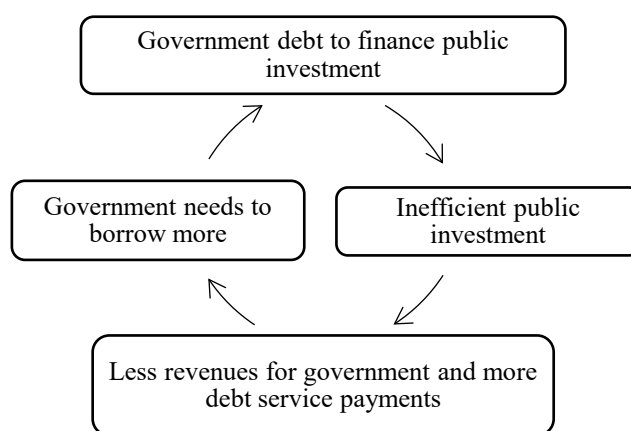 Government debt to finance public
investment
Government needs to
borrow more
Inefficient public
investment
Less revenues for government and more
debt service payments